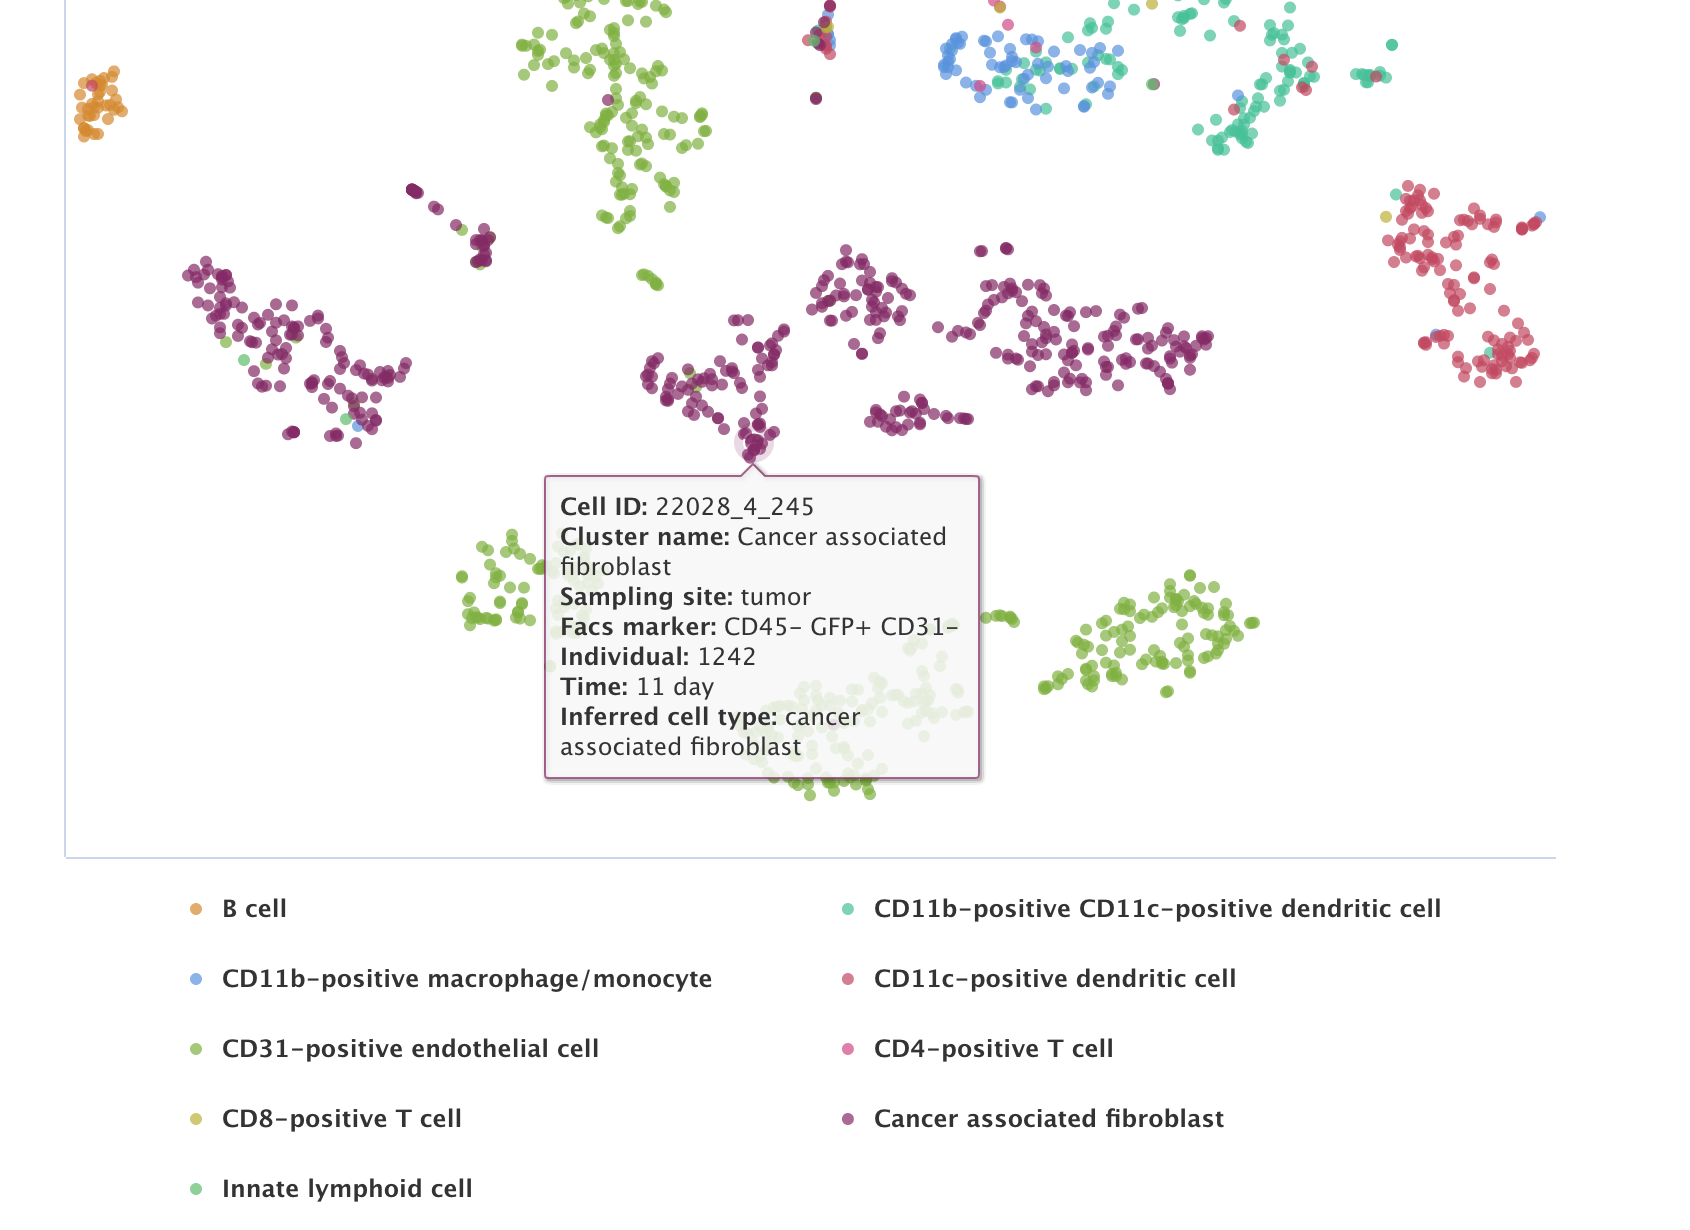 Cell ID: 22028_4_245
Cluster name: Cancer associated
fibroblast
Sampling site: tumor
Facs marker: CD45- GFP+ CD31-
Individual: 1242
Time: 11 day
Inferred cell type: cancer
associated fibroblast
B cell
CD11b-positive CD11c-positive dendritic cell
CD11b-positive macrophage/monocyte
CD11c-positive dendritic cell
CD31-positive endothelial cell
CD4-positive T cell
CD8-positive T cell
Cancer associated fibroblast
Innate lymphoid cell